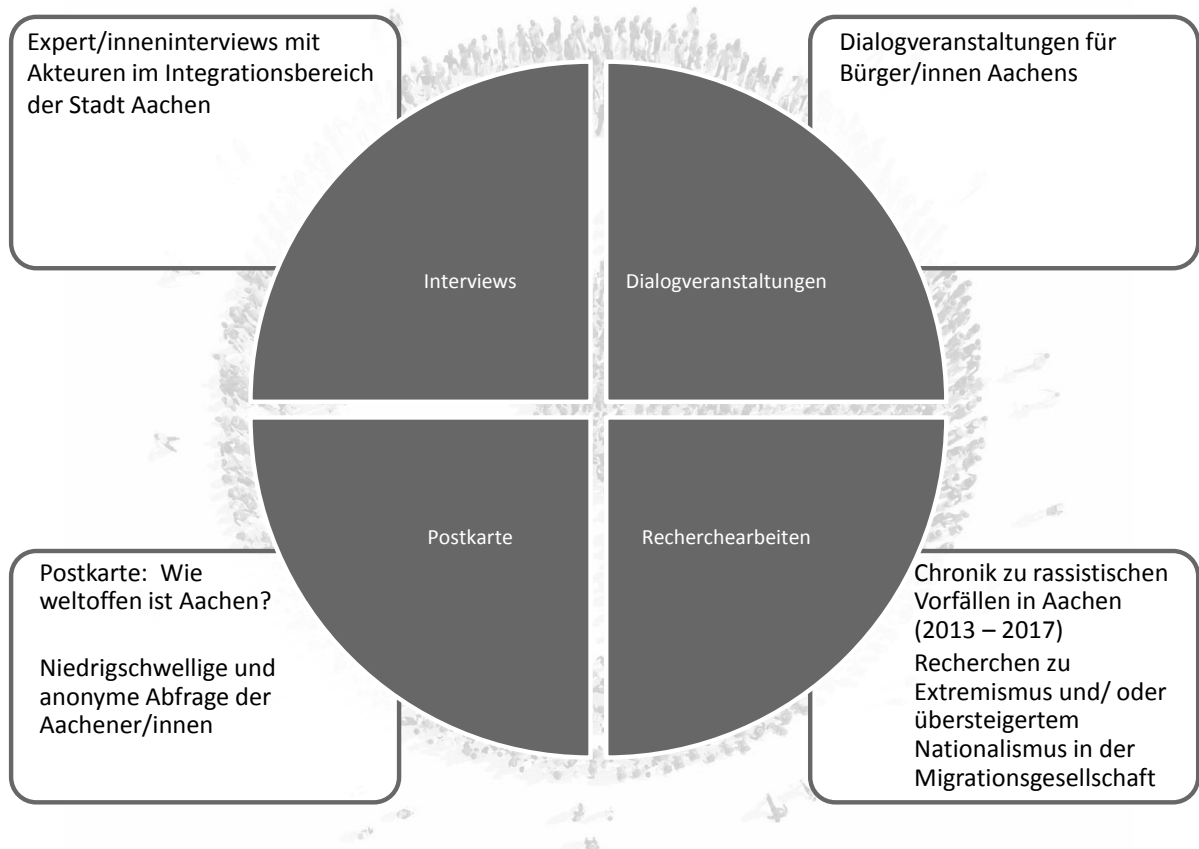 Expert/inneninterviews mit
Akteuren im Integrationsbereich
der Stadt Aachen
Dialogveranstaltungen für
Bürger/innen Aachens
Interviews
Dialogveranstaltungen
Postkarte
Recherchearbeiten
Postkarte:  Wie
weltoffen ist Aachen?
Niedrigschwellige und
anonyme Abfrage der
Aachener/innen
Chronik zu rassistischen
Vorfällen in Aachen
(2013 – 2017)
Recherchen zu
Extremismus und/ oder
übersteigertem
Nationalismus in der
Migrationsgesellschaft